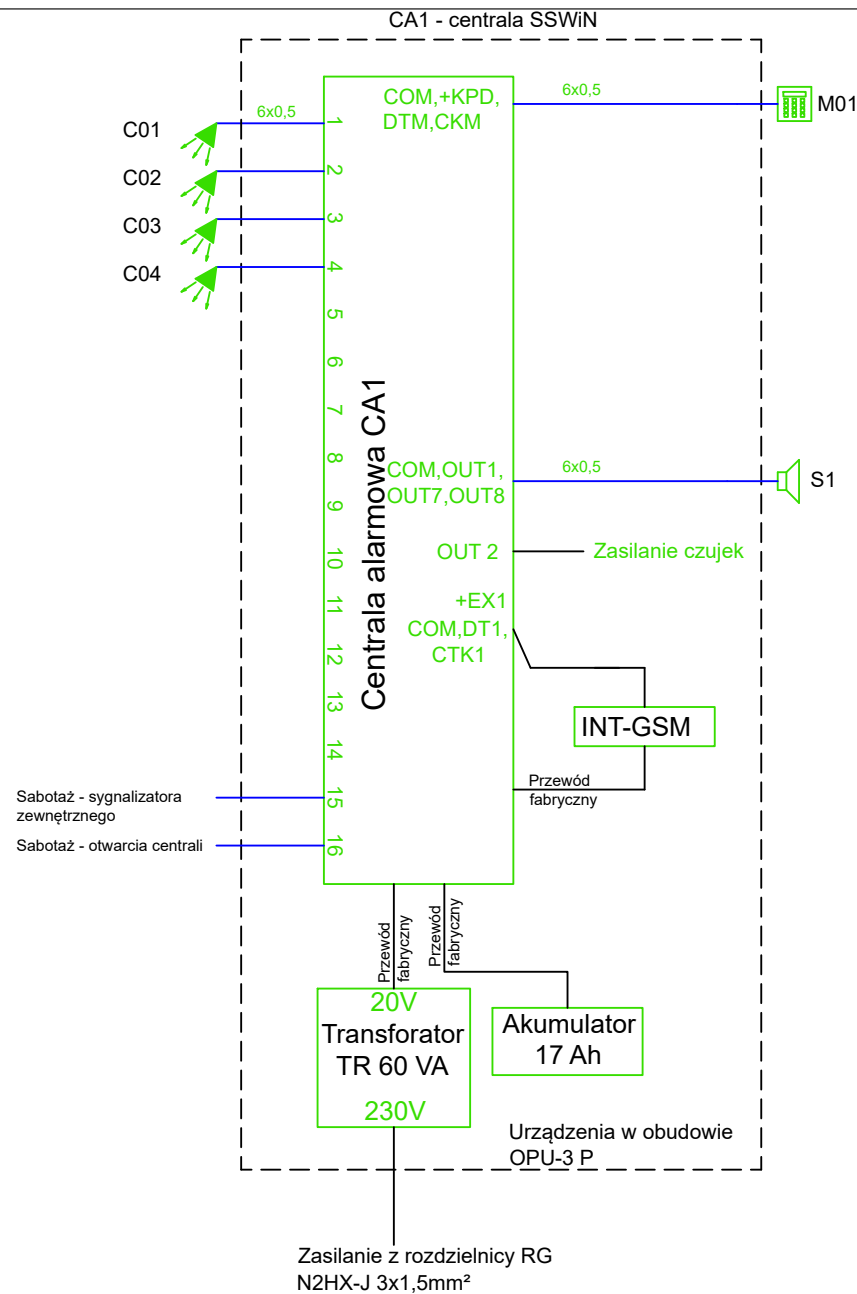 CA1 - centrala SSWiN
COM,+KPD,
DTM,CKM
6x0,5
M01
C01
6x0,5
1
C02
2
C03
3
C04
4
5
6
7
8
9
10
11
12
13
14
15
16
Centrala alarmowa CA1
COM,OUT1,
OUT7,OUT8
6x0,5
S1
OUT 2
Zasilanie czujek
+EX1
COM,DT1,
CTK1
INT-GSM
Przewód
fabryczny
Sabotaż - sygnalizatora
zewnętrznego
Sabotaż - otwarcia centrali
Przewód
fabryczny
Przewód
fabryczny
20V
Transforator
TR 60 VA
230V
Akumulator
17 Ah
Urządzenia w obudowie
OPU-3 P
Zasilanie z rozdzielnicy RG
N2HX-J 3x1,5mm²